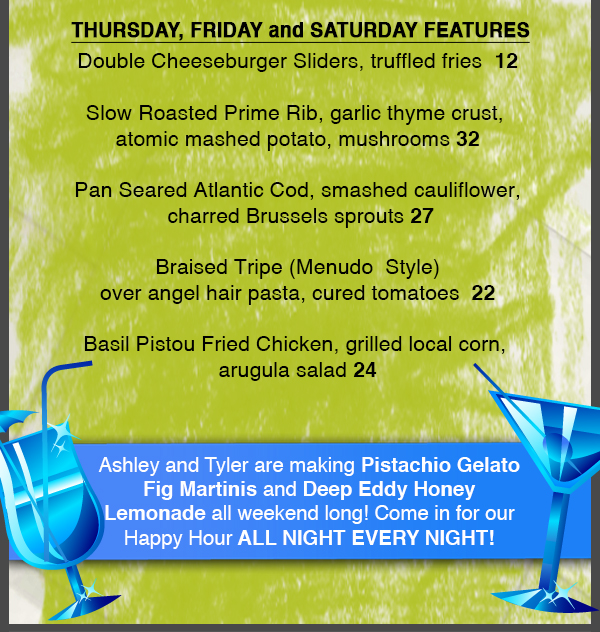 THURSDAY, FRIDAY and SATURDAY FEATURES
Double Cheeseburger Sliders, truffled fries 12
Slow Roasted Prime Rib, garlic thyme crust,
atomic mashed potato, mushrooms 32
Pan Seared Atlantic Cod, smashed cauliflower,
charred Brussels sprouts 27
Braised Tripe (Menudo Style)
over angel hair pasta, cured tomatoes 22
Basil Pistou Fried Chicken, grilled local corn,
arugula salad 24
Ashley and Tyler are making Pistachio Gelato
Fig Martinis and Deep Eddy Honey
Lemonade all weekend long! Come in for our
Happy Hour ALL NIGHT EVERY NIGHT!